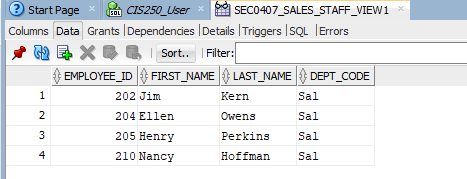 Start Page CIS250_User SEC0407_SALES_STAFF_VIEW1
Columns Data Grants Dependencies Details Triggers SQL Errors
Sort.. Filter:
EMPLOYEE_ID FIRST_NAME LAST_NAME DEPT_CODE
1 202 Jim Kern Sal
2 204 Ellen Owens Sal
3 205 Henry Perkins Sal
4 210 Nancy Hoffman Sal